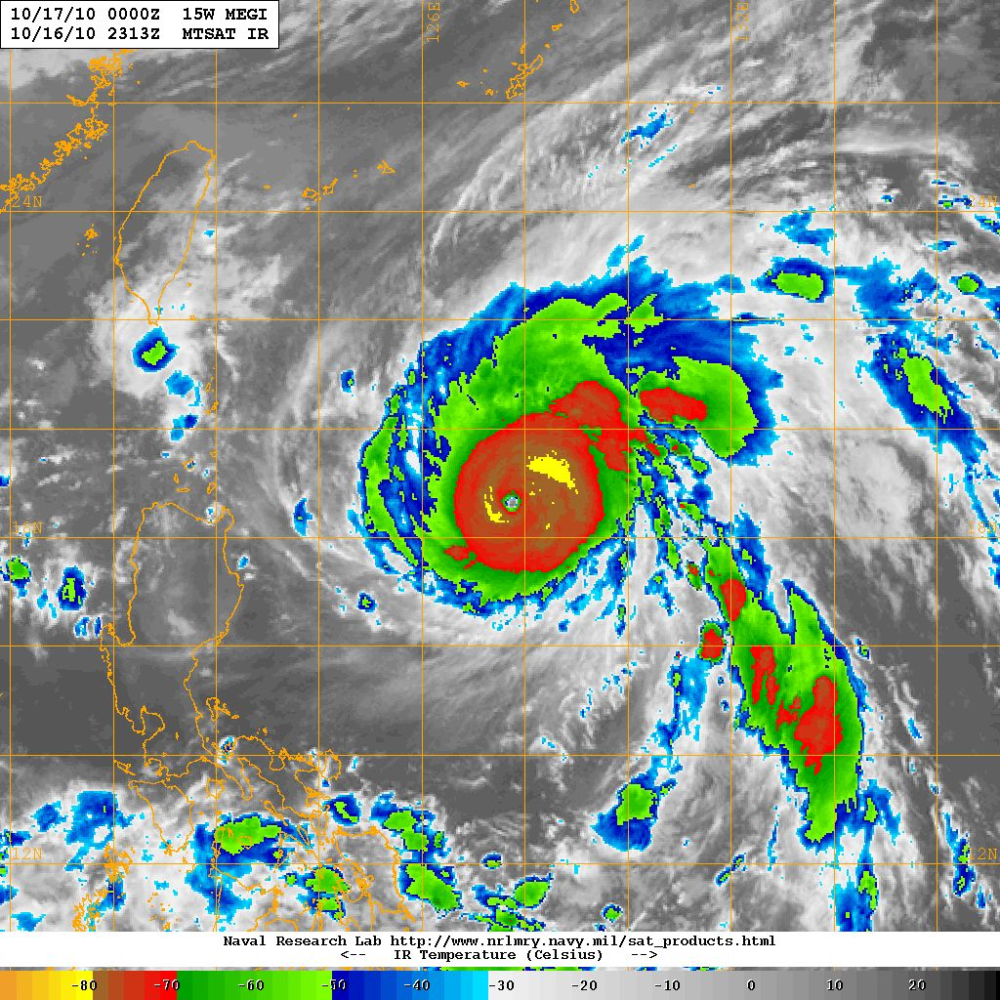 10/17/10 0000Z 15W MEGI
10/16/10 2313Z MTSAT IR
126E
132E
24N
24N
18N
18N
12N
12N
Naval Research Lab http://www.nrlmry.navy.mil/sat_products.html
<-- IR Temperature (Celsius) -->
-80 -70 -60 -50 -40 -30 -20 -10 0 10 20